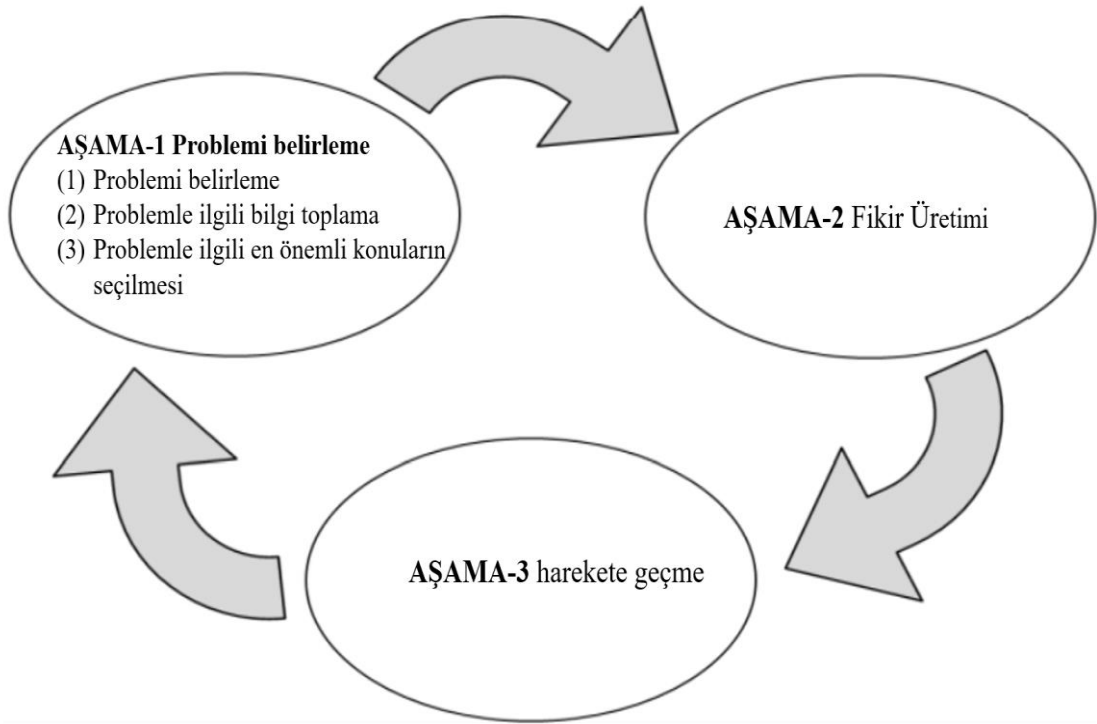 AŞAMA-1 Problemi belirleme
(1) Problemi belirleme
(2) Problemle ilgili bilgi toplama
(3) Problemle ilgili en önemli konuların
seçilmesi
AŞAMA-2 Fikir Üretimi
AŞAMA-3 harekete geçme